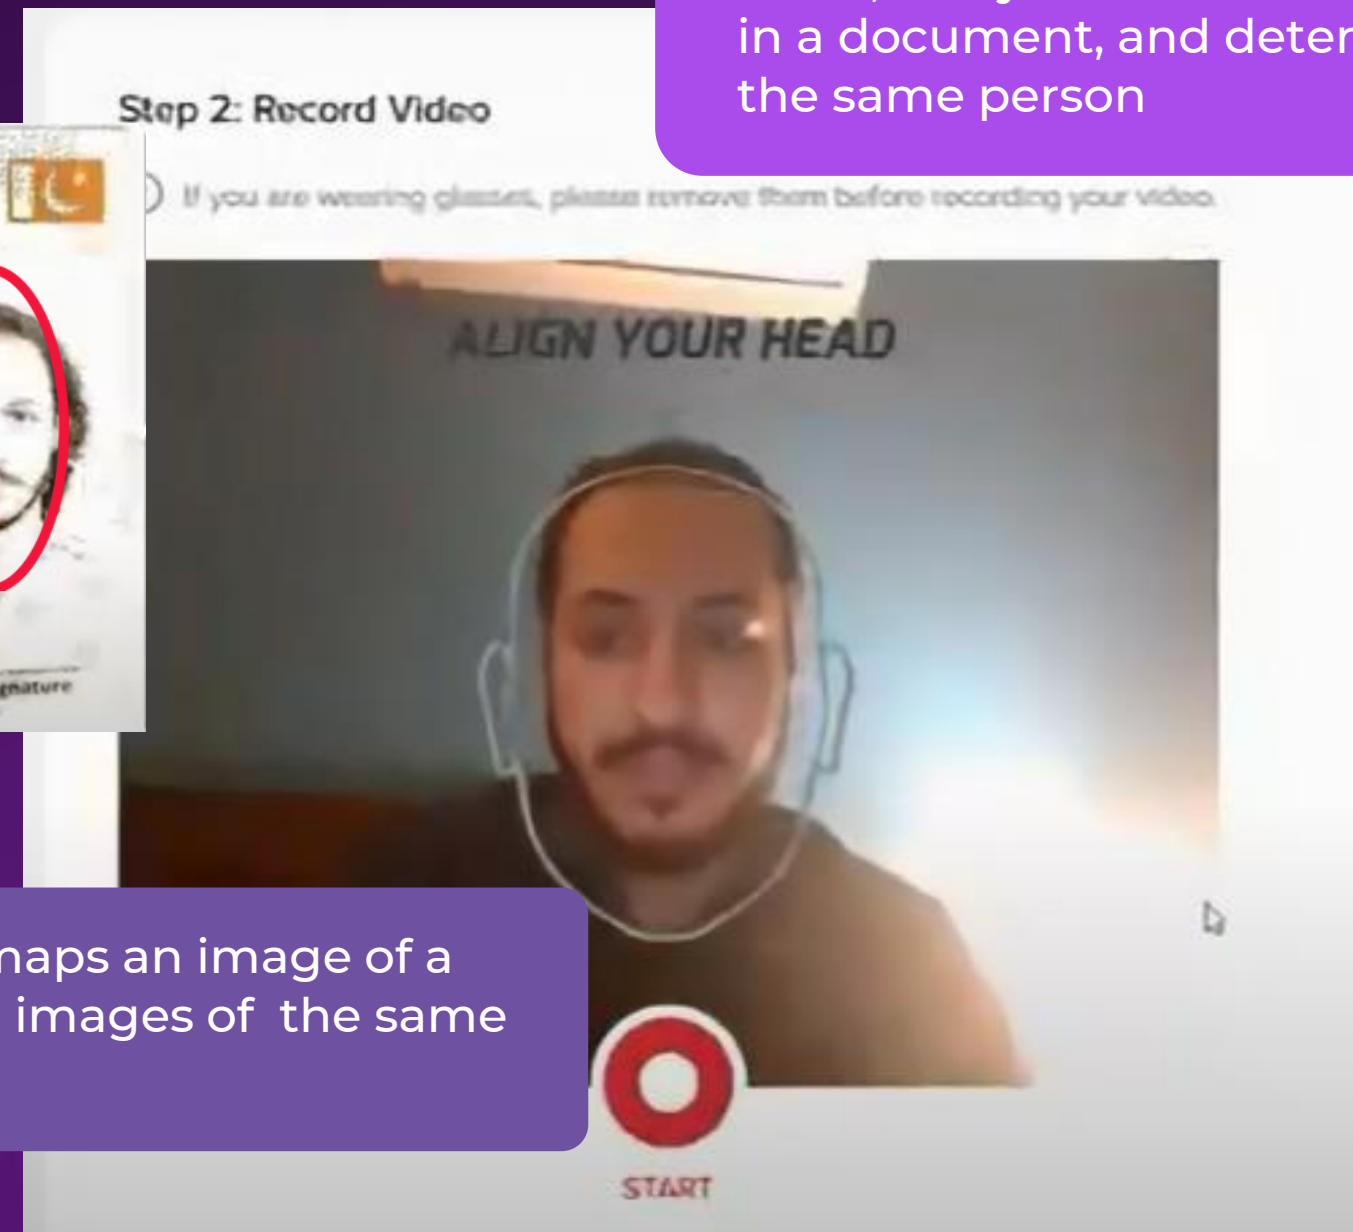 in a document, and deter
the same person
Step 2: Record Video
If you are wearing glasses, please remove them before recording your video.
ALIGN YOUR HEAD
gnature
maps an image of a
images of the same
START